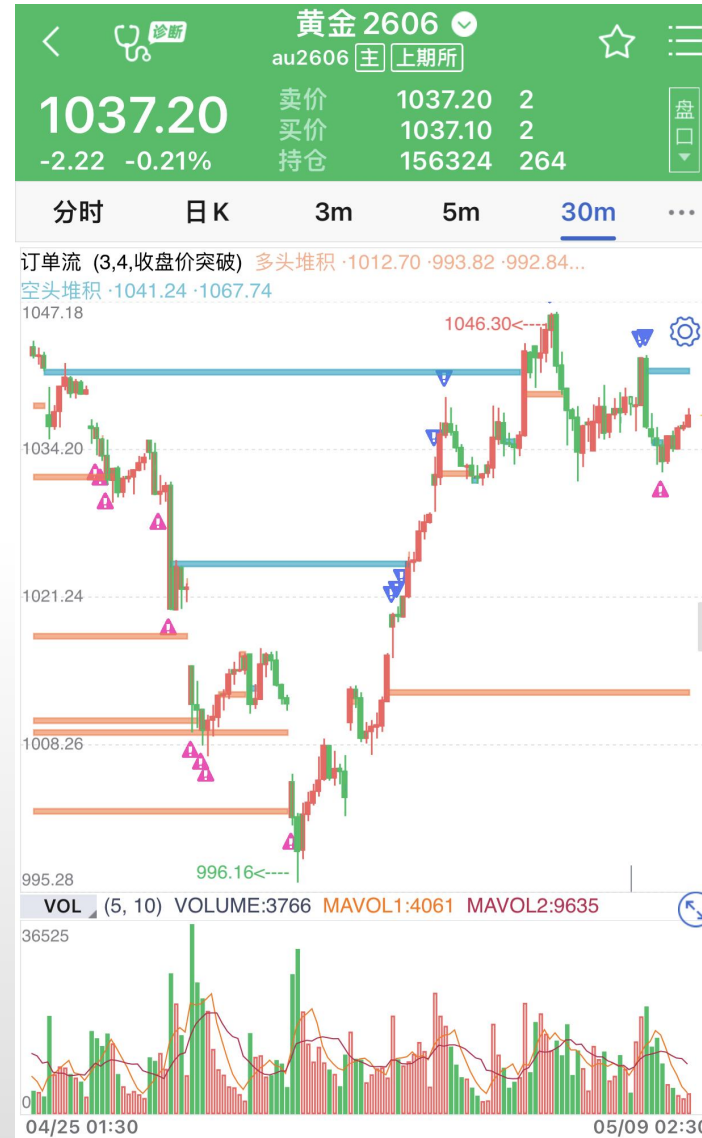 诊断
黄金2606
au2606 主 上期所
1037.20
-2.22 -0.21%
卖价 1037.20 2
买价 1037.10 2
持仓 156324 264
盘口
分时 日K 3m 5m 30m
订单流 (3,4,收盘价突破) 多头堆积 ·1012.70 ·993.82 ·992.84...
空头堆积 ·1041.24 ·1067.74
1047.18
1046.30<----
1034.20
1021.24
1008.26
996.16<----
995.28
VOL (5, 10) VOLUME:3766 MAVOL1:4061 MAVOL2:9635
36525
0
04/25 01:30 05/09 02:30